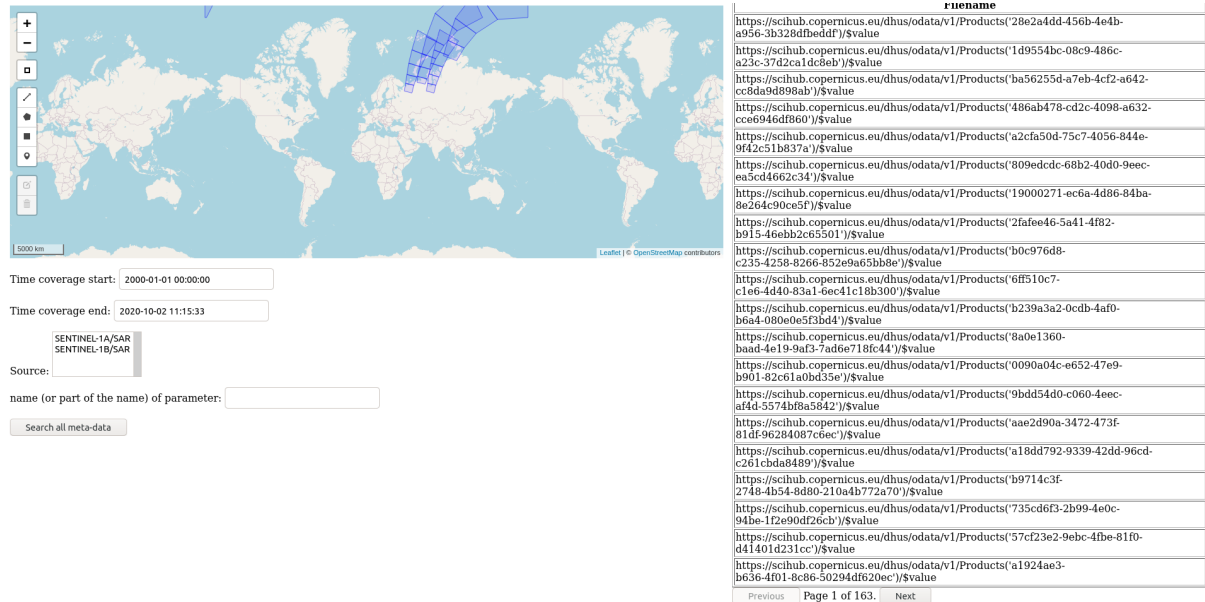 +
−
5000 km
Leaflet | © OpenStreetMap contributors
Time coverage start: 2000-01-01 00:00:00
Time coverage end: 2020-10-02 11:15:33
SENTINEL-1A/SAR
SENTINEL-1B/SAR
Source:
name (or part of the name) of parameter:
Search all meta-data
Filename
https://scihub.copernicus.eu/dhus/odata/v1/Products('28e2a4dd-456b-4e4b-
a956-3b328dfbeddf')/$value
https://scihub.copernicus.eu/dhus/odata/v1/Products('1d9554bc-08c9-486c-
a23c-37d2ca1dc8eb')/$value
https://scihub.copernicus.eu/dhus/odata/v1/Products('ba56255d-a7eb-4cf2-a642-
cc8da9d898ab')/$value
https://scihub.copernicus.eu/dhus/odata/v1/Products('486ab478-cd2c-4098-a632-
cce6946df860')/$value
https://scihub.copernicus.eu/dhus/odata/v1/Products('a2cfa50d-75c7-4056-844e-
9f42c51b837a')/$value
https://scihub.copernicus.eu/dhus/odata/v1/Products('809edcdc-68b2-40d0-9eec-
ea5cd4662c34')/$value
https://scihub.copernicus.eu/dhus/odata/v1/Products('19000271-ec6a-4d86-84ba-
8e264c90ce5f')/$value
https://scihub.copernicus.eu/dhus/odata/v1/Products('2fafee46-5a41-4f82-
b915-46ebb2c65501')/$value
https://scihub.copernicus.eu/dhus/odata/v1/Products('b0c976d8-
c235-4258-8266-852e9a65bb8e')/$value
https://scihub.copernicus.eu/dhus/odata/v1/Products('6ff510c7-
c1e6-4d40-83a1-6ec41c18b300')/$value
https://scihub.copernicus.eu/dhus/odata/v1/Products('b239a3a2-0cdb-4af0-
b6a4-080e0e5f3bd4')/$value
https://scihub.copernicus.eu/dhus/odata/v1/Products('8a0e1360-
baad-4e19-9af3-7ad6e718fc44')/$value
https://scihub.copernicus.eu/dhus/odata/v1/Products('0090a04c-e652-47e9-
b901-82c61a0bd35e')/$value
https://scihub.copernicus.eu/dhus/odata/v1/Products('9bdd54d0-c060-4eec-
af4d-5574bf8a5842')/$value
https://scihub.copernicus.eu/dhus/odata/v1/Products('aae2d90a-3472-473f-
81df-96284087c6ec')/$value
https://scihub.copernicus.eu/dhus/odata/v1/Products('a18dd792-9339-42dd-96cd-
c261cbda8489')/$value
https://scihub.copernicus.eu/dhus/odata/v1/Products('b9714c3f-
2748-4b54-8d80-210a4b772a70')/$value
https://scihub.copernicus.eu/dhus/odata/v1/Products('735cd6f3-2b99-4e0c-
94be-1f2e90df26cb')/$value
https://scihub.copernicus.eu/dhus/odata/v1/Products('57cf23e2-9ebc-4fbe-81f0-
d41401d231cc')/$value
https://scihub.copernicus.eu/dhus/odata/v1/Products('a1924ae3-
b636-4f01-8c86-50294df620ec')/$value
Previous Page 1 of 163. Next